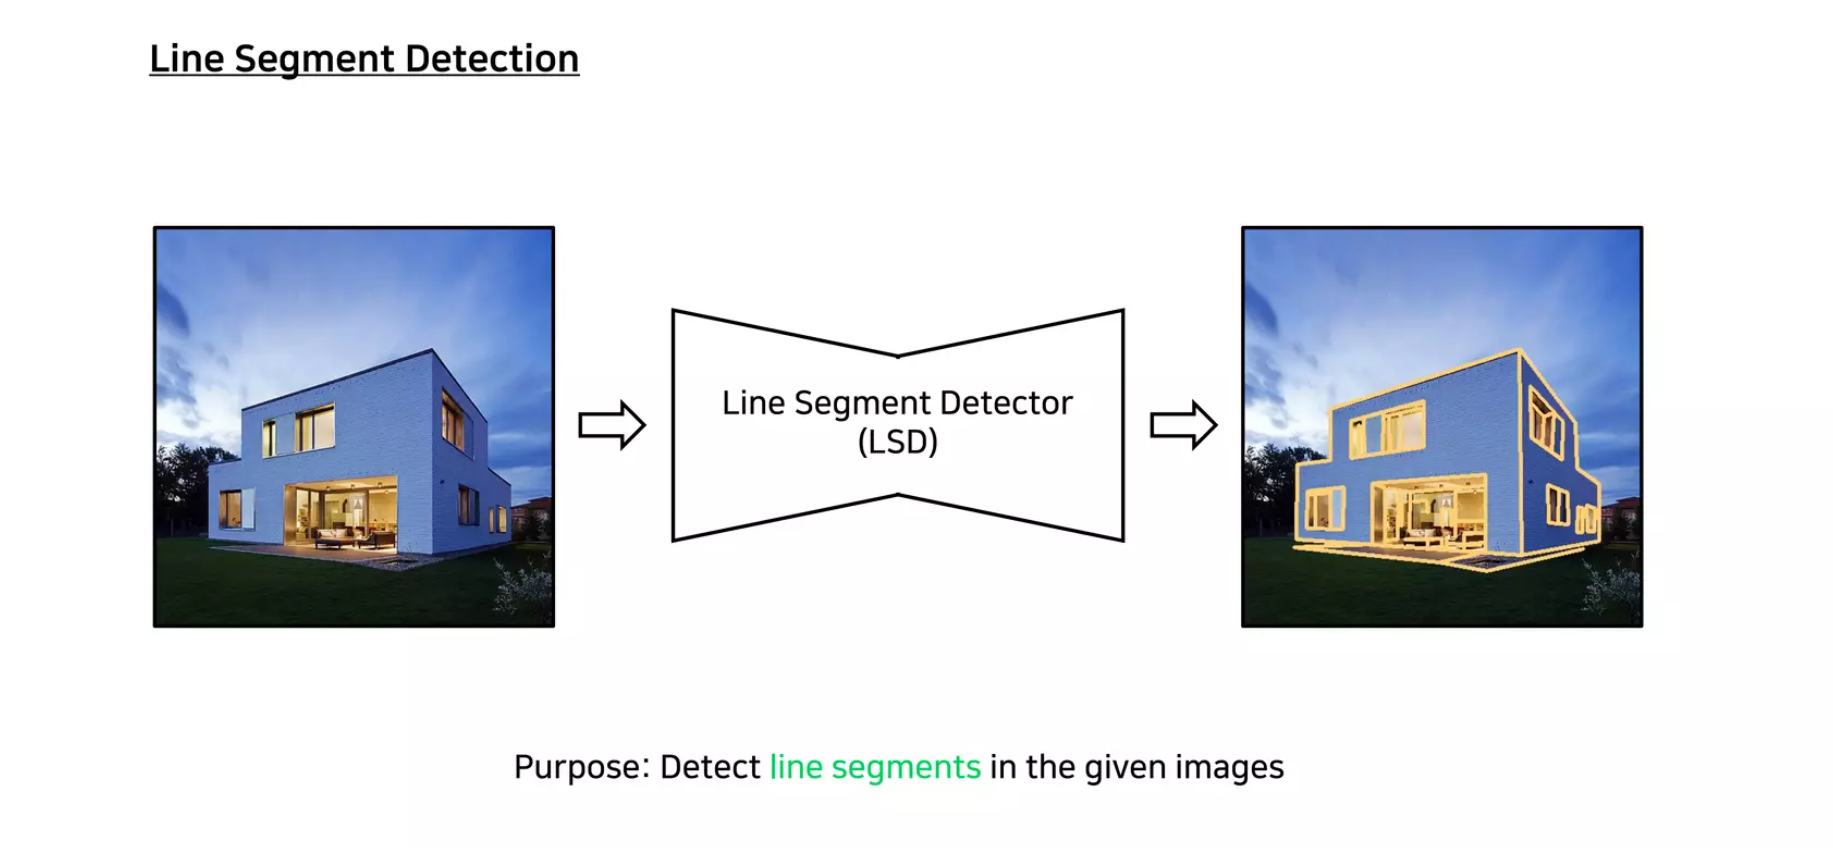 Line Segment Detection
Line Segment Detector
(LSD)
Purpose: Detect line segments in the given images